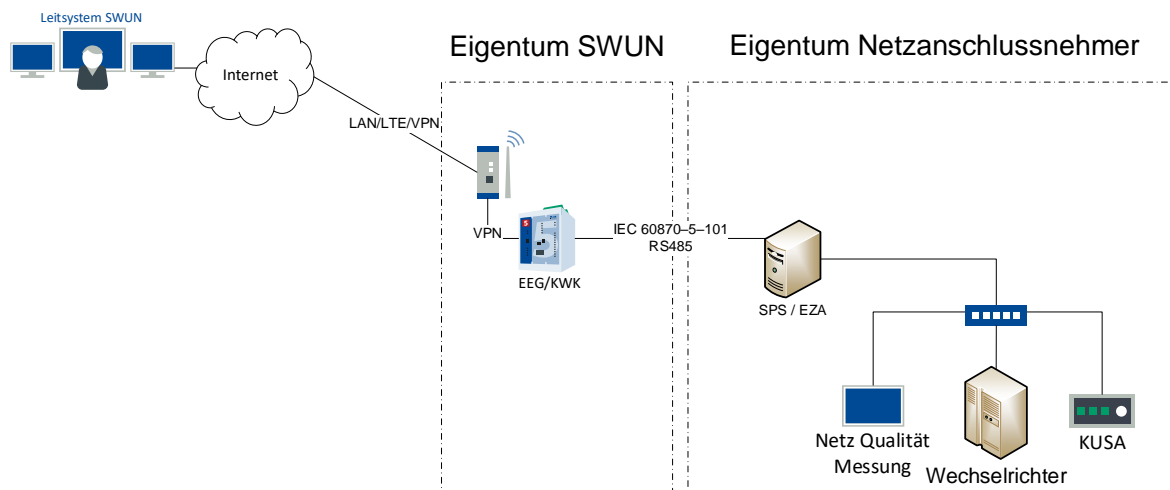 Leitsystem SWUN
Internet
LAN/LTE/VPN
Eigentum SWUN
Eigentum Netzanschlussnehmer
VPN
EEG/KWK
IEC 60870–5–101
RS485
SPS / EZA
Netz Qualität
Messung
Wechselrichter
KUSA